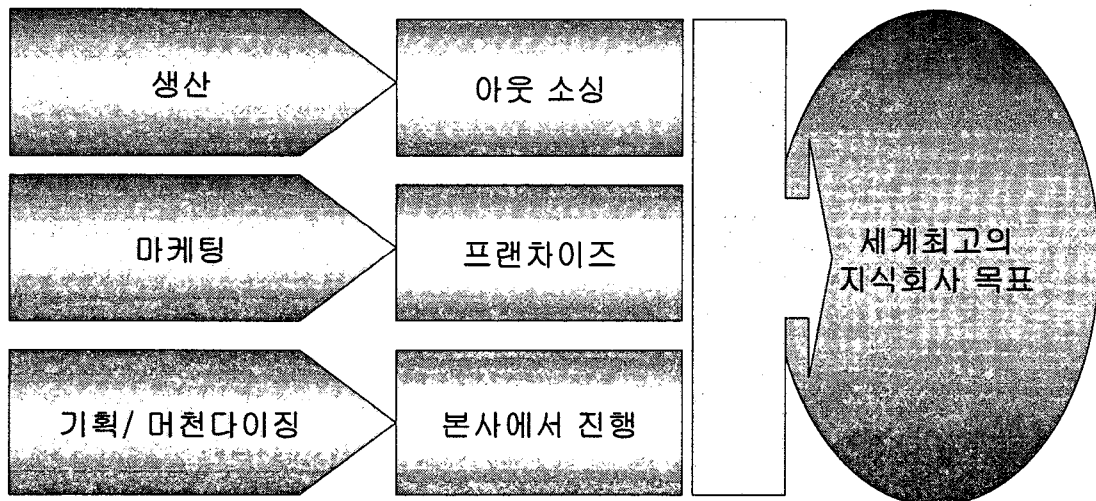 생산
아웃 소싱
마케팅
프랜차이즈
기획/ 머천다이징
본사에서 진행
세계최고의
지식회사 목표